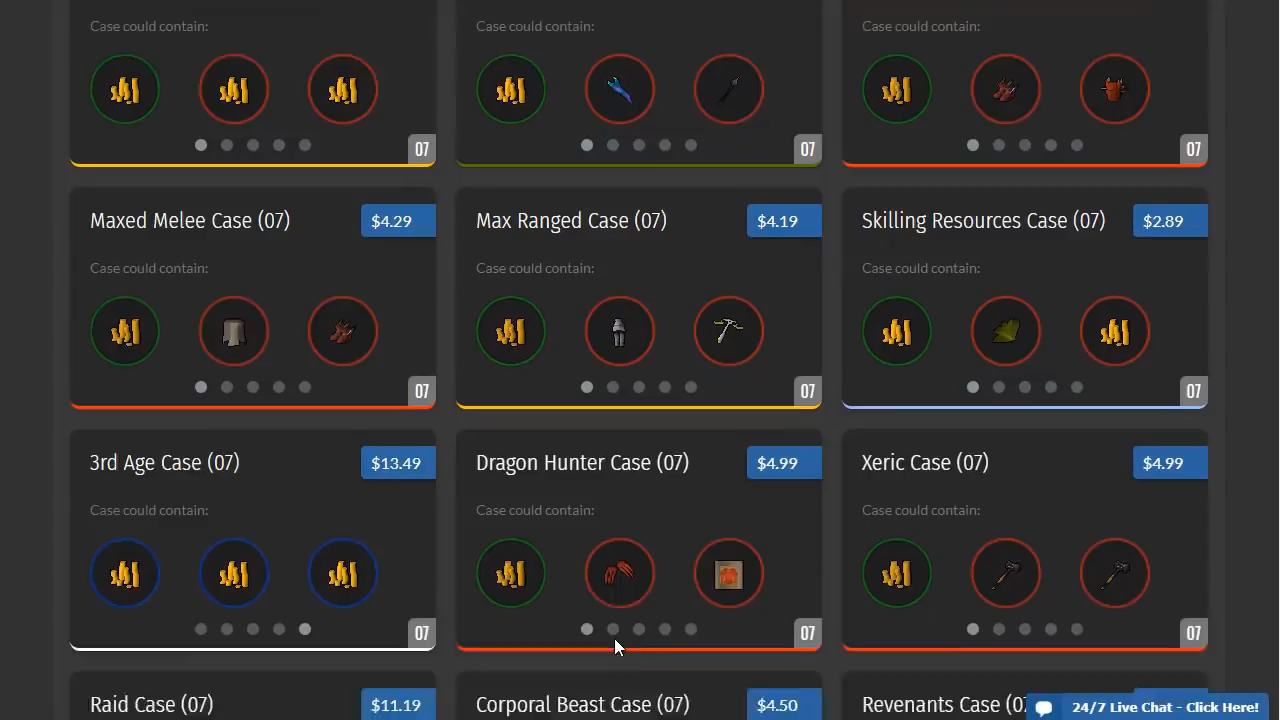 Case could contain:
Case could contain:
Case could contain:
07
07
07
Maxed Melee Case (07)
$4.29
Max Ranged Case (07)
$4.19
Skilling Resources Case (07)
$2.89
Case could contain:
Case could contain:
Case could contain:
07
07
07
3rd Age Case (07)
$13.49
Dragon Hunter Case (07)
$4.99
Xeric Case (07)
$4.99
Case could contain:
Case could contain:
Case could contain:
07
07
07
Raid Case (07)
$11.19
Corporal Beast Case (07)
$4.50
Revenants Case (07
24/7 Live Chat - Click Here!